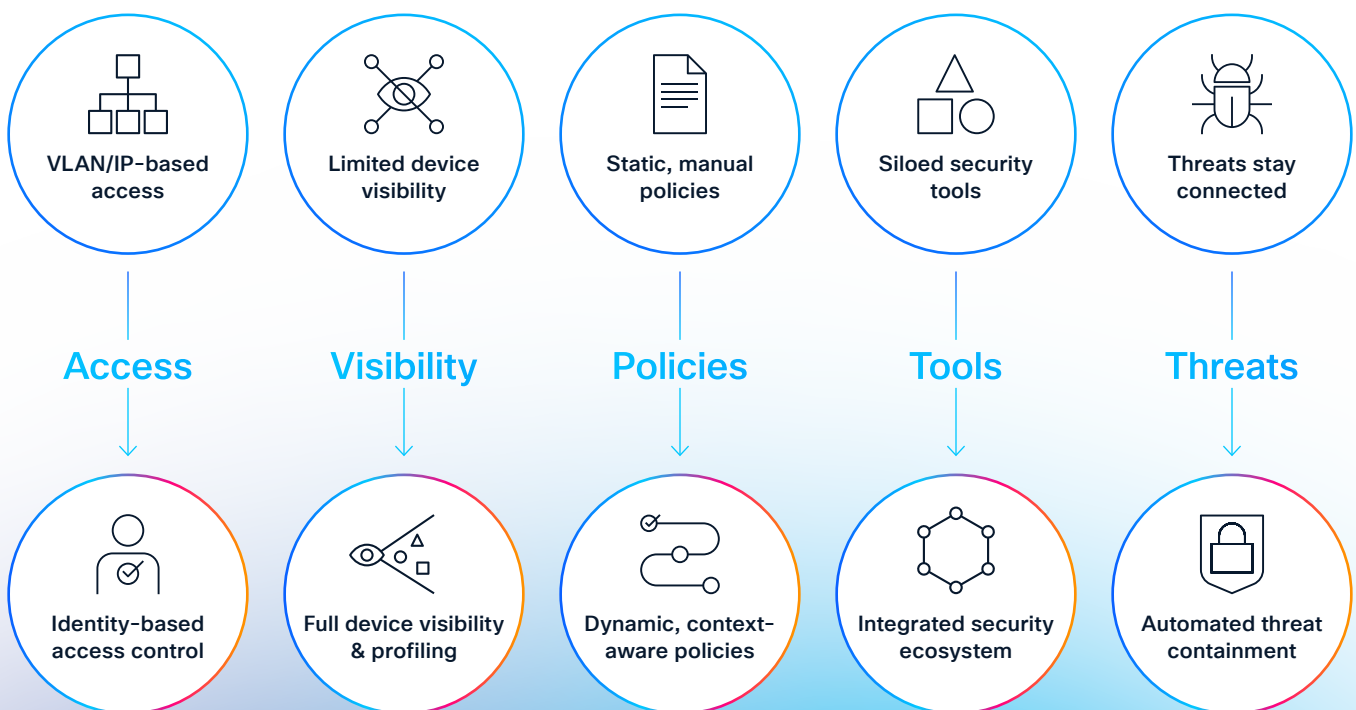 VLAN/IP-based
access
Limited device
visibility
Static, manual
policies
Siloed security
tools
Threats stay
connected
Access
Visibility
Policies
Tools
Threats
Identity-based
access control
Full device visibility
& profiling
Dynamic, context-
aware policies
Integrated security
ecosystem
Automated threat
containment